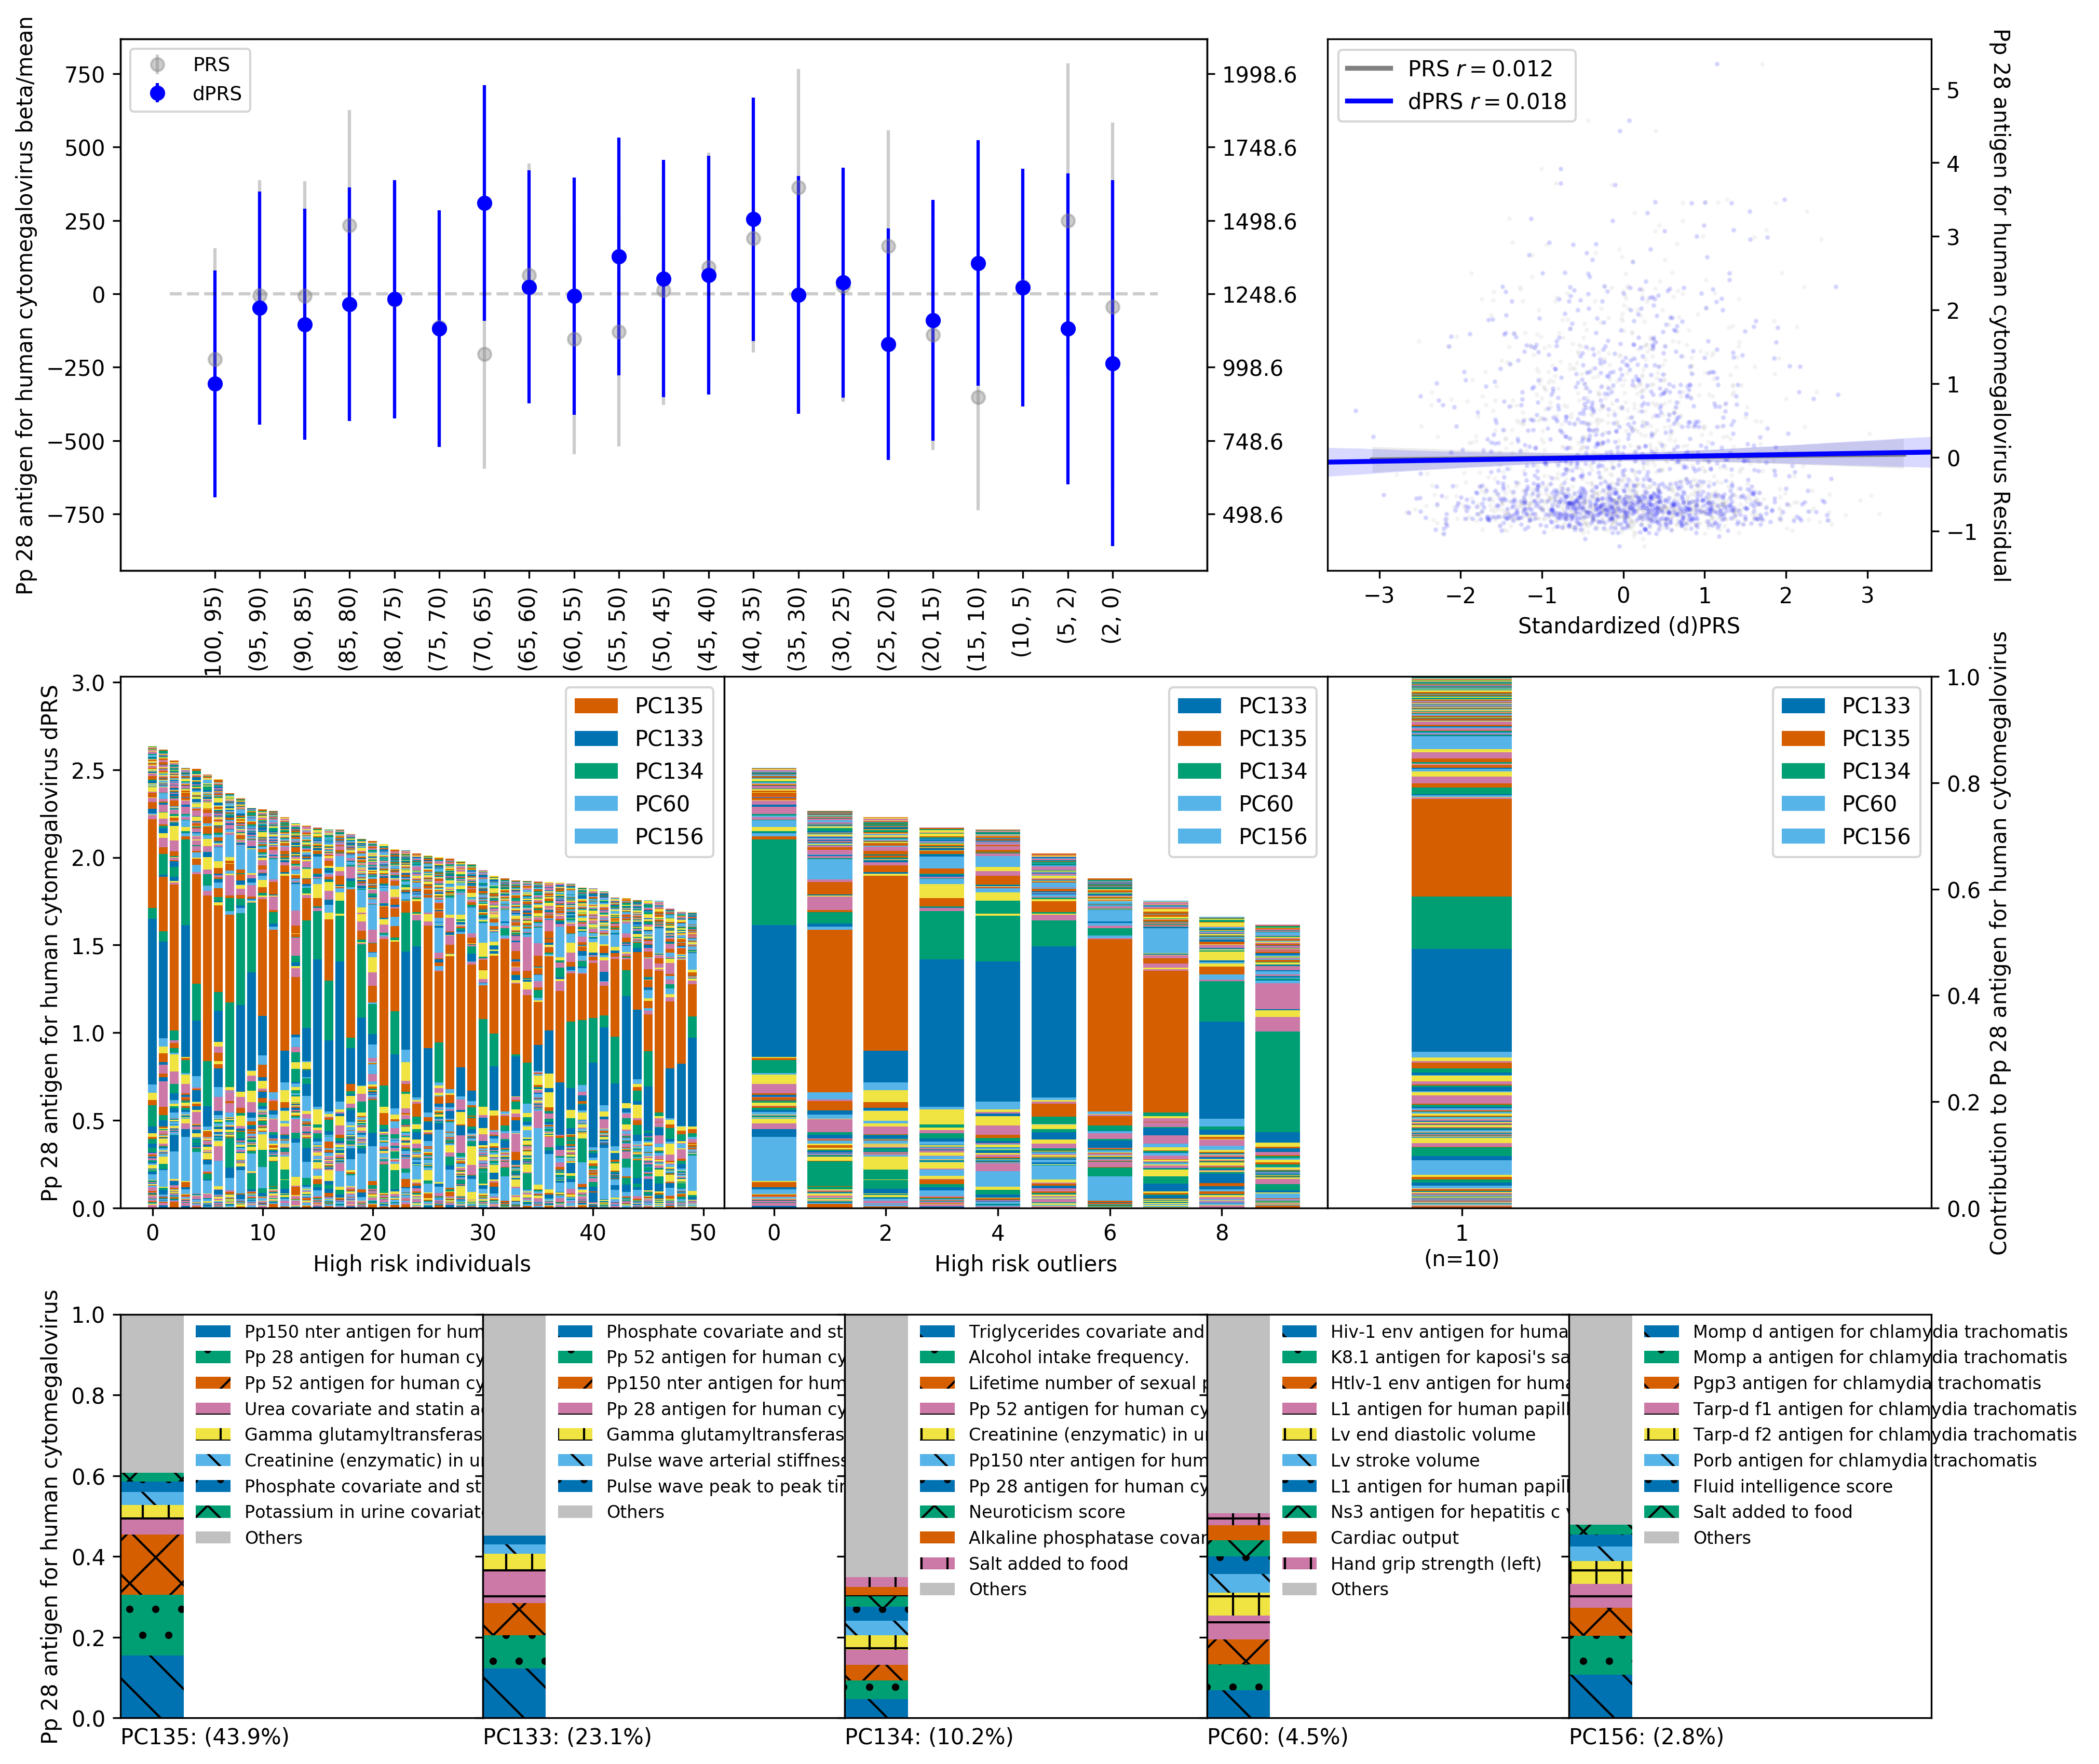 Pp 28 antigen for human cytomegalovirus beta/mean
750
500
250
0
−250
−500
−750
PRS
dPRS
1998.6
1748.6
1498.6
1248.6
998.6
748.6
498.6
100, 95)
(95, 90)
(90, 85)
(85, 80)
(80, 75)
(75, 70)
(70, 65)
(65, 60)
(60, 55)
(55, 50)
(50, 45)
(45, 40)
(40, 35)
(35, 30)
(30, 25)
(25, 20)
(20, 15)
(15, 10)
(10, 5)
(5, 2)
(2, 0)
PRS r = 0.012
dPRS r = 0.018
5
4
3
2
1
0
−1
Pp 28 antigen for human cytomegalovirus Residual
−3
−2
−1
0
1
2
3
Standardized (d)PRS
Pp 28 antigen for human cytomegalovirus dPRS
3.0
2.5
2.0
1.5
1.0
0.5
0.0
PC135
PC133
PC134
PC60
PC156
0
10
20
30
40
50
High risk individuals
PC133
PC135
PC134
PC60
PC156
0
2
4
6
8
High risk outliers
PC133
PC135
PC134
PC60
PC156
1
(n=10)
1.0
0.8
0.6
0.4
0.2
0.0
Contribution to Pp 28 antigen for human cytomegalovirus
Pp 28 antigen for human cytomegalovirus
1.0
0.8
0.6
0.4
0.2
0.0
Pp150 nter antigen for hum
Pp 28 antigen for human cy
Pp 52 antigen for human cy
Urea covariate and statin a
Gamma glutamyltransferas
Creatinine (enzymatic) in u
Phosphate covariate and st
Potassium in urine covariat
Others
PC135: (43.9%)
Phosphate covariate and st
Pp 52 antigen for human cy
Pp150 nter antigen for hum
Pp 28 antigen for human cy
Gamma glutamyltransferas
Pulse wave arterial stiffness
Pulse wave peak to peak tir
Others
PC133: (23.1%)
Triglycerides covariate and
Alcohol intake frequency.
Lifetime number of sexual p
Pp 52 antigen for human cy
Creatinine (enzymatic) in u
Pp150 nter antigen for hum
Pp 28 antigen for human cy
Neuroticism score
Alkaline phosphatase covar
Salt added to food
Others
PC134: (10.2%)
Hiv-1 env antigen for huma
K8.1 antigen for kaposi's sa
Htlv-1 env antigen for huma
L1 antigen for human papill
Lv end diastolic volume
Lv stroke volume
L1 antigen for human papill
Ns3 antigen for hepatitis c v
Cardiac output
Hand grip strength (left)
Others
PC60: (4.5%)
Momp d antigen for chlamydia trachomatis
Momp a antigen for chlamydia trachomatis
Pgp3 antigen for chlamydia trachomatis
Tarp-d f1 antigen for chlamydia trachomatis
Tarp-d f2 antigen for chlamydia trachomatis
Porb antigen for chlamydia trachomatis
Fluid intelligence score
Salt added to food
Others
PC156: (2.8%)